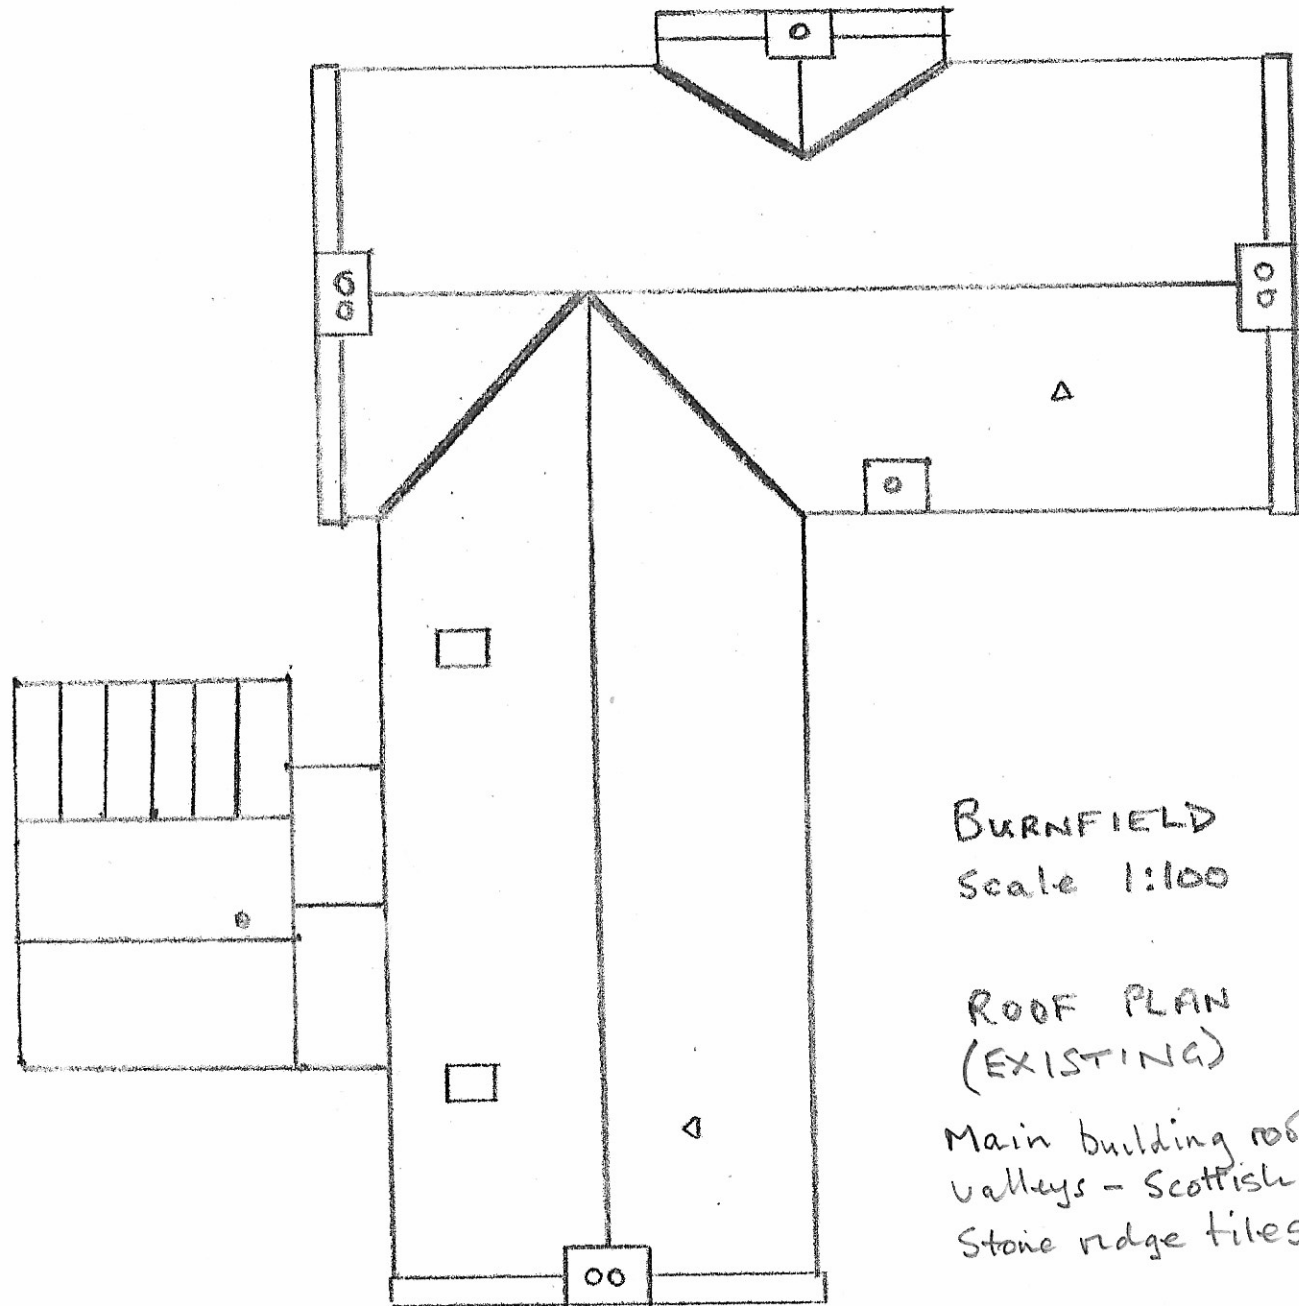 BURNFIELD
Scale 1:100
ROOF PLAN
(EXISTING)
Main building
valleys - Scottish
Stone ridge tiles